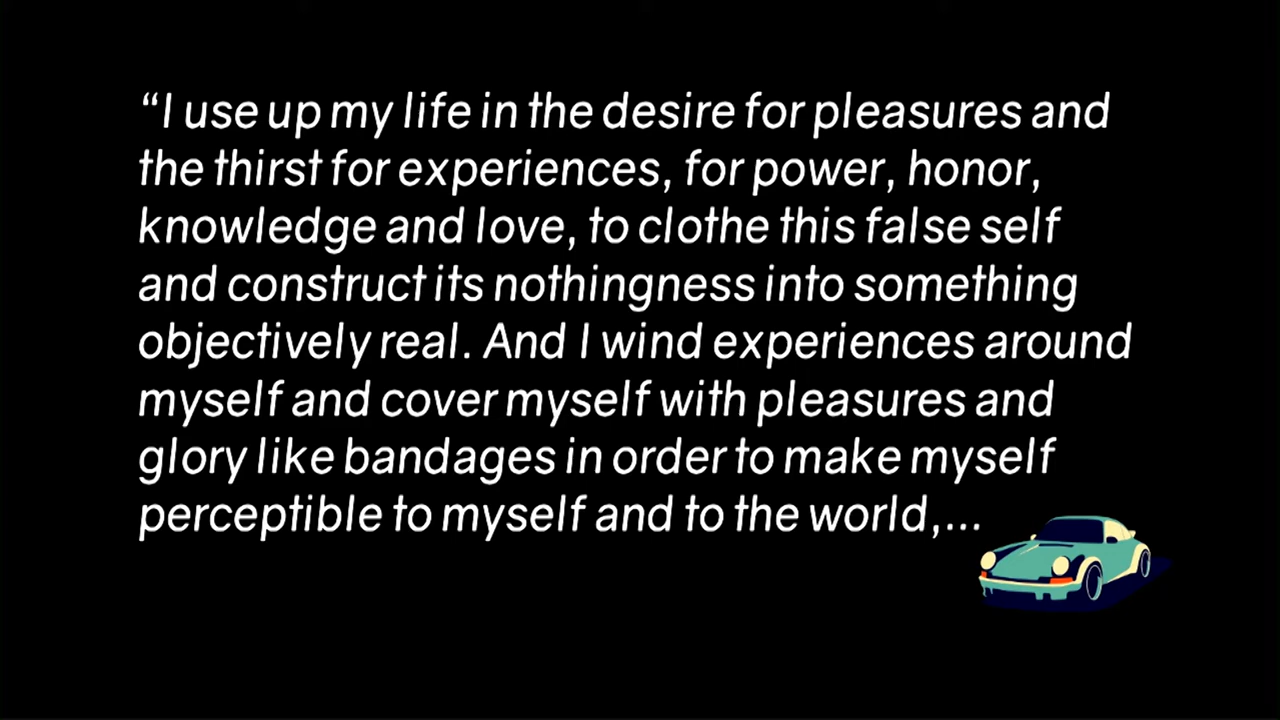 “I use up my life in the desire for pleasures and
the thirst for experiences, for power, honor,
knowledge and love, to clothe this false self
and construct its nothingness into something
objectively real. And I wind experiences around
myself and cover myself with pleasures and
glory like bandages in order to make myself
perceptible to myself and to the world,...